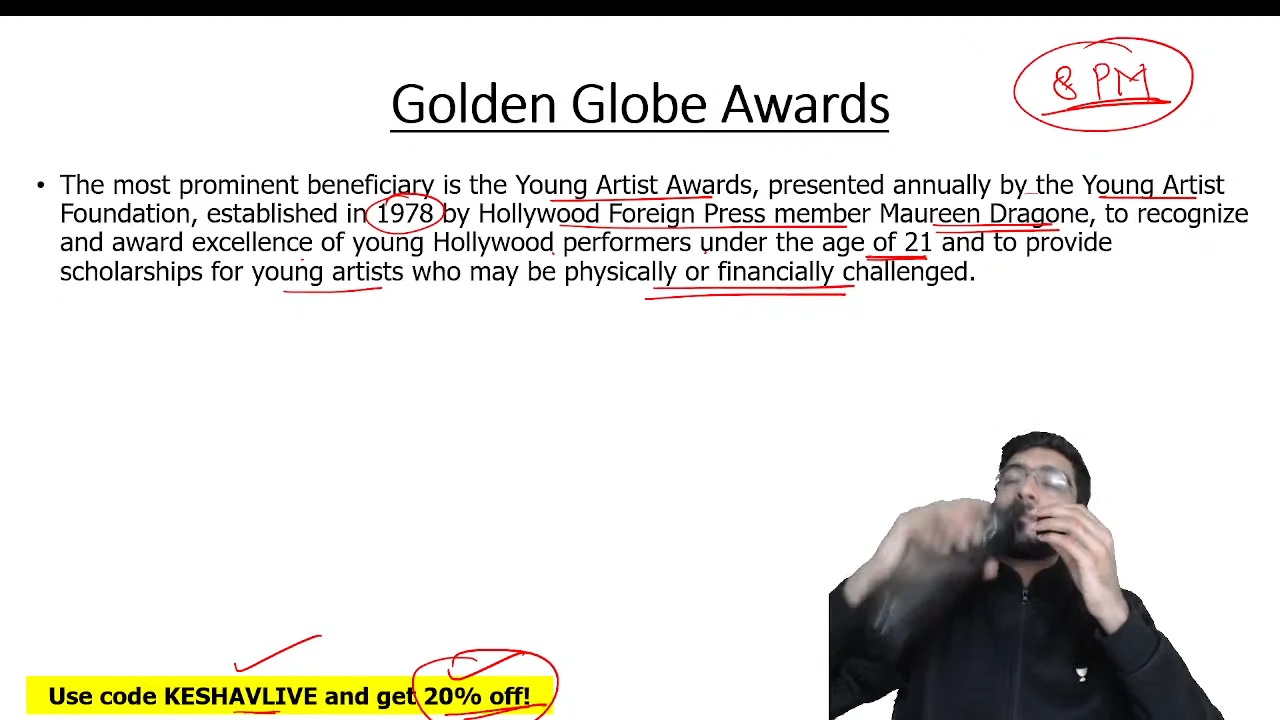 8 PM
Golden Globe Awards
• The most prominent beneficiary is the Young Artist Awards, presented annually by the Young Artist
Foundation, established in 1978 by Hollywood Foreign Press member Maureen Dragone, to recognize
and award excellence of young Hollywood performers under the age of 21 and to provide
scholarships for young artists who may be physically or financially challenged.
Use code KESHAVLIVE and get 20% off!